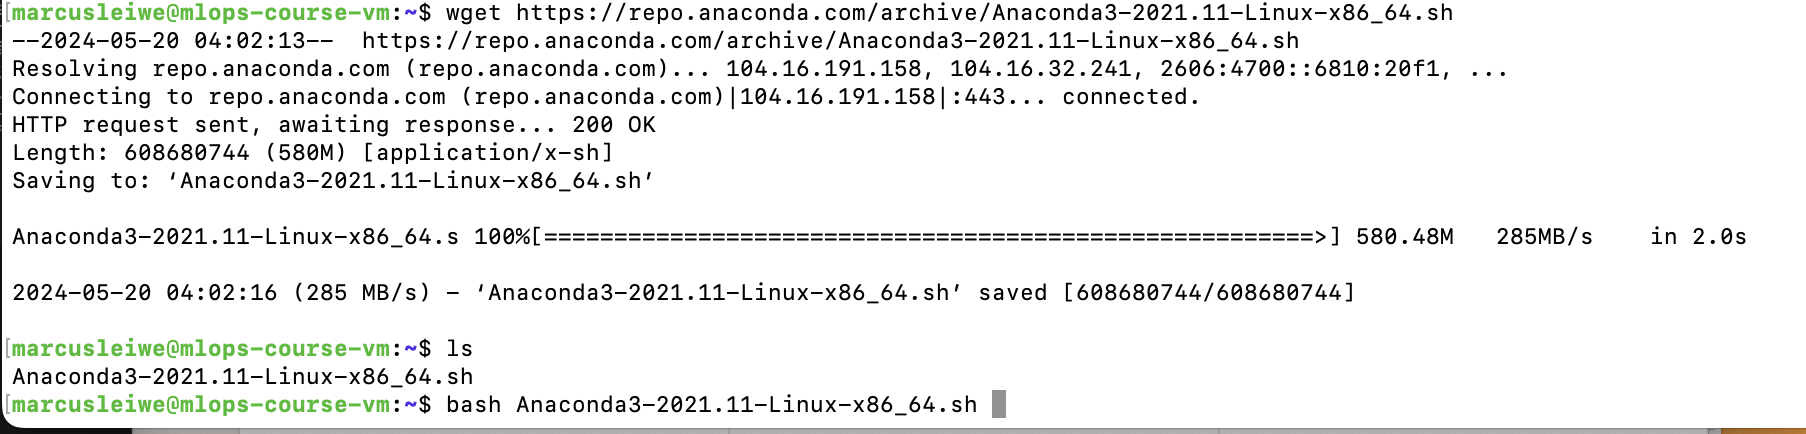 [marcusleiwe@mlops-course-vm:~$ wget https://repo.anaconda.com/archive/Anaconda3-2021.11-Linux-x86_64.sh
--2024-05-20 04:02:13--  https://repo.anaconda.com/archive/Anaconda3-2021.11-Linux-x86_64.sh
Resolving repo.anaconda.com (repo.anaconda.com)... 104.16.191.158, 104.16.32.241, 2606:4700::6810:20f1, ...
Connecting to repo.anaconda.com (repo.anaconda.com)|104.16.191.158|:443... connected.
HTTP request sent, awaiting response... 200 OK
Length: 608680744 (580M) [application/x-sh]
Saving to: ‘Anaconda3-2021.11-Linux-x86_64.sh’
Anaconda3-2021.11-Linux-x86_64.s 100%[=======================================================>] 580.48M   285MB/s    in 2.0s
2024-05-20 04:02:16 (285 MB/s) - ‘Anaconda3-2021.11-Linux-x86_64.sh’ saved [608680744/608680744]
[marcusleiwe@mlops-course-vm:~$ ls
Anaconda3-2021.11-Linux-x86_64.sh
[marcusleiwe@mlops-course-vm:~$ bash Anaconda3-2021.11-Linux-x86_64.sh